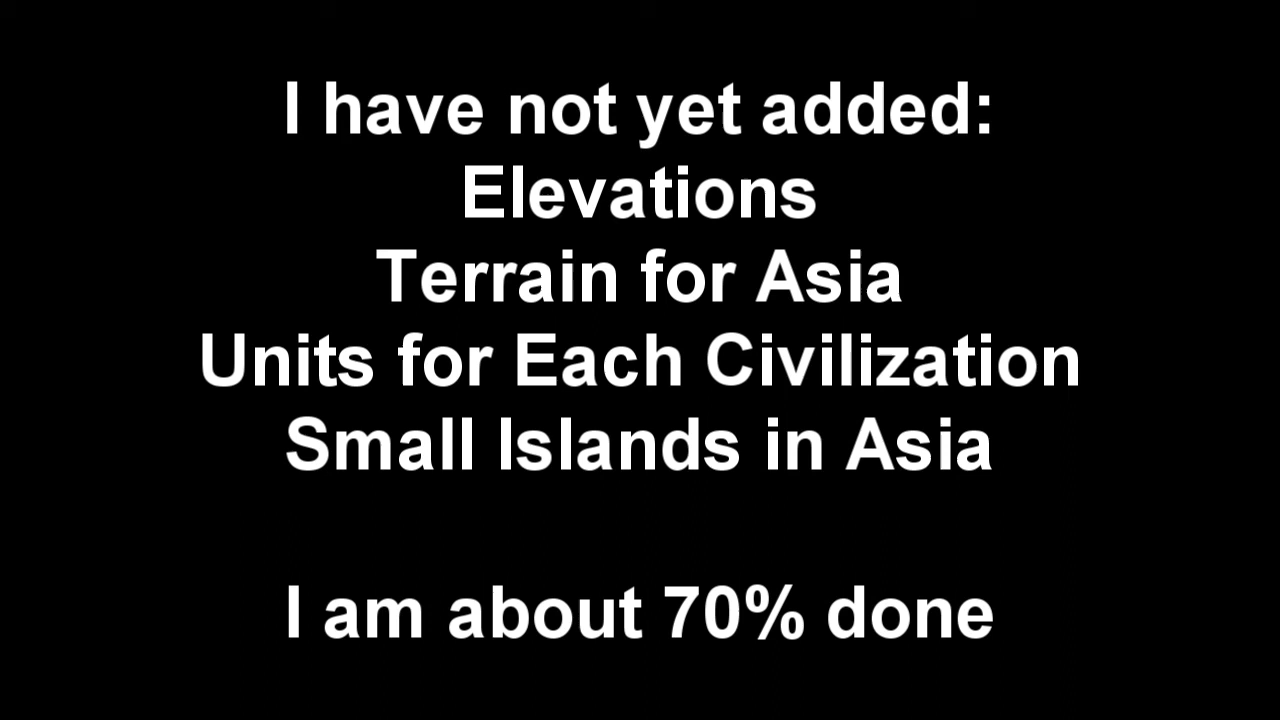 I have not yet added:
Elevations
Terrain for Asia
Units for Each Civilization
Small Islands in Asia
I am about 70% done